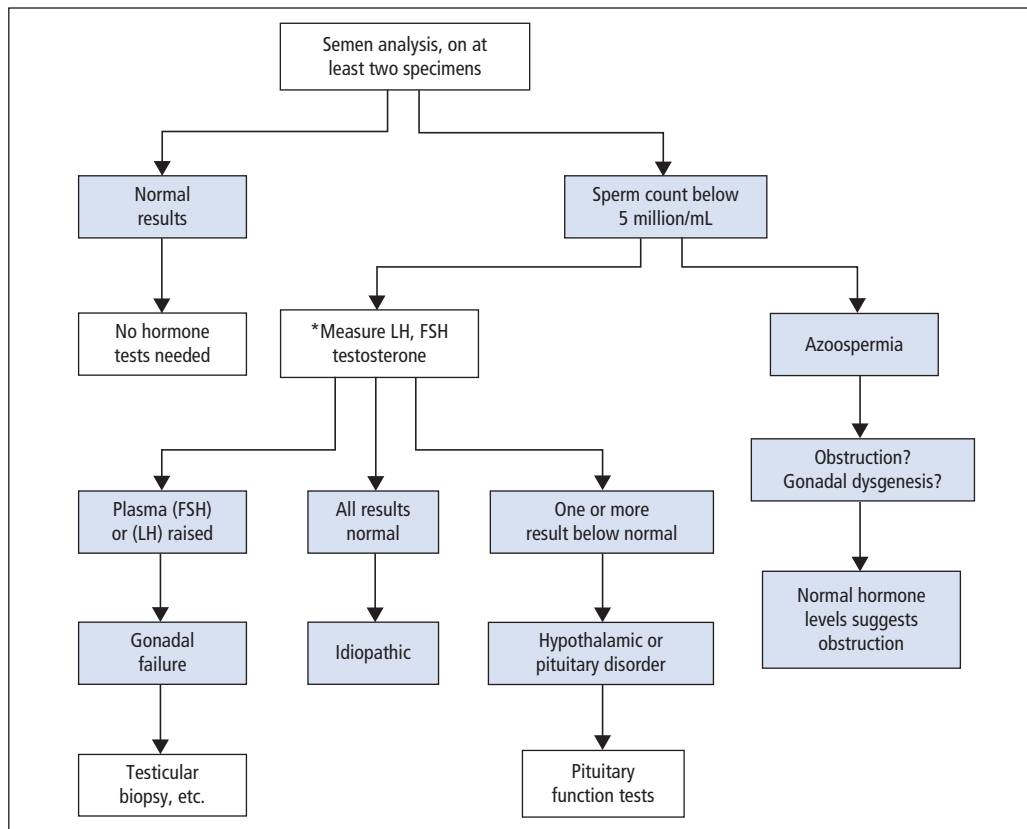 Semen analysis, on at
least two specimens
Normal
results
Sperm count below
5 million/mL
No hormone
tests needed
*Measure LH, FSH
testosterone
Azoospermia
Obstruction?
Gonadal dysgenesis?
Plasma (FSH)
or (LH) raised
All results
normal
One or more
result below normal
Normal hormone
levels suggests
obstruction
Gonadal
failure
Idiopathic
Hypothalamic or
pituitary disorder
Testicular
biopsy, etc.
Pituitary
function tests